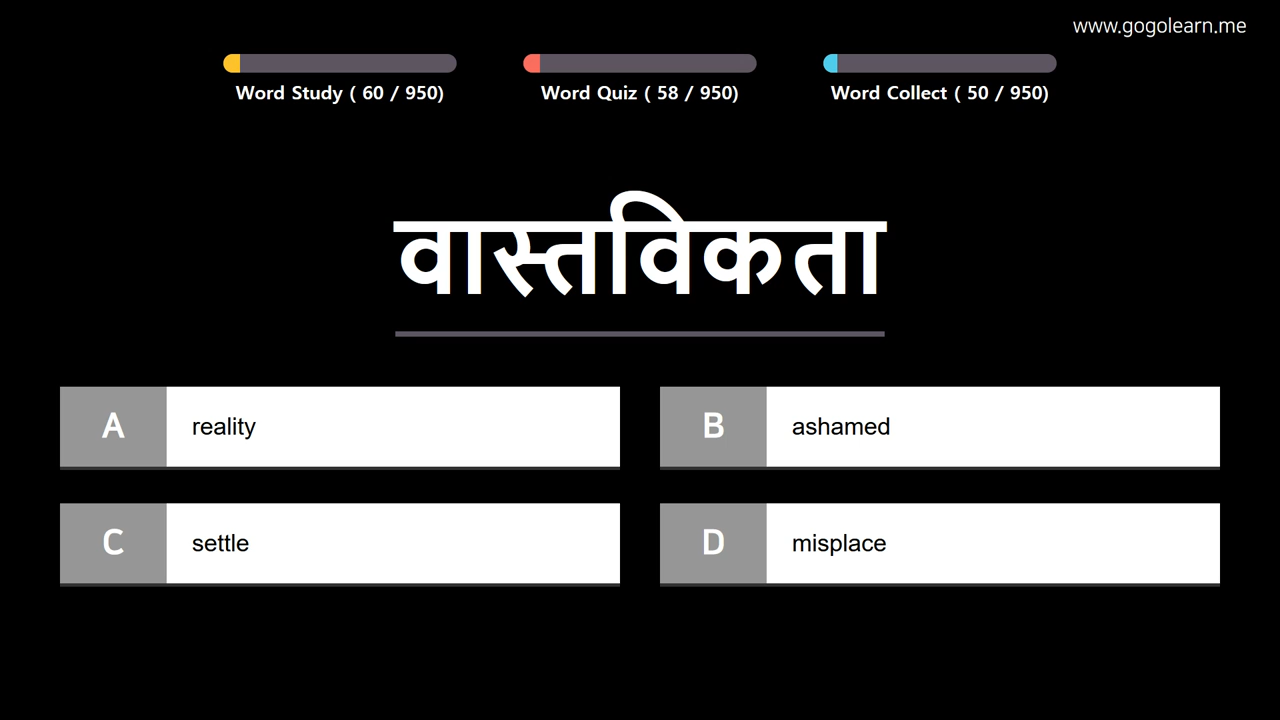 www.gogolearn.me
Word Study ( 60 / 950)
Word Quiz ( 58 / 950)
Word Collect ( 50 / 950)
वास्तविकता
A
reality
B
ashamed
C
settle
D
misplace